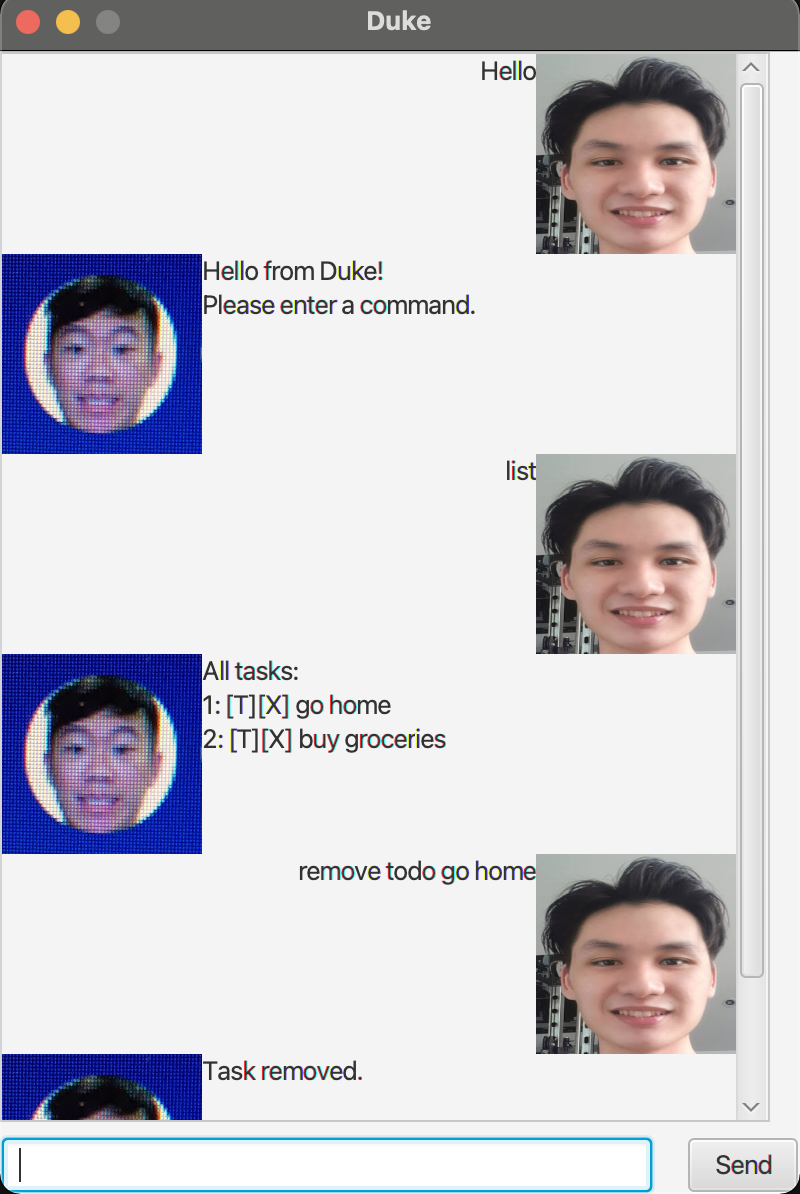 Duke
Hello
Hello from Duke!
Please enter a command.
list
All tasks:
1: [T][X] go home
2: [T][X] buy groceries
remove todo go home
Task removed.
Send